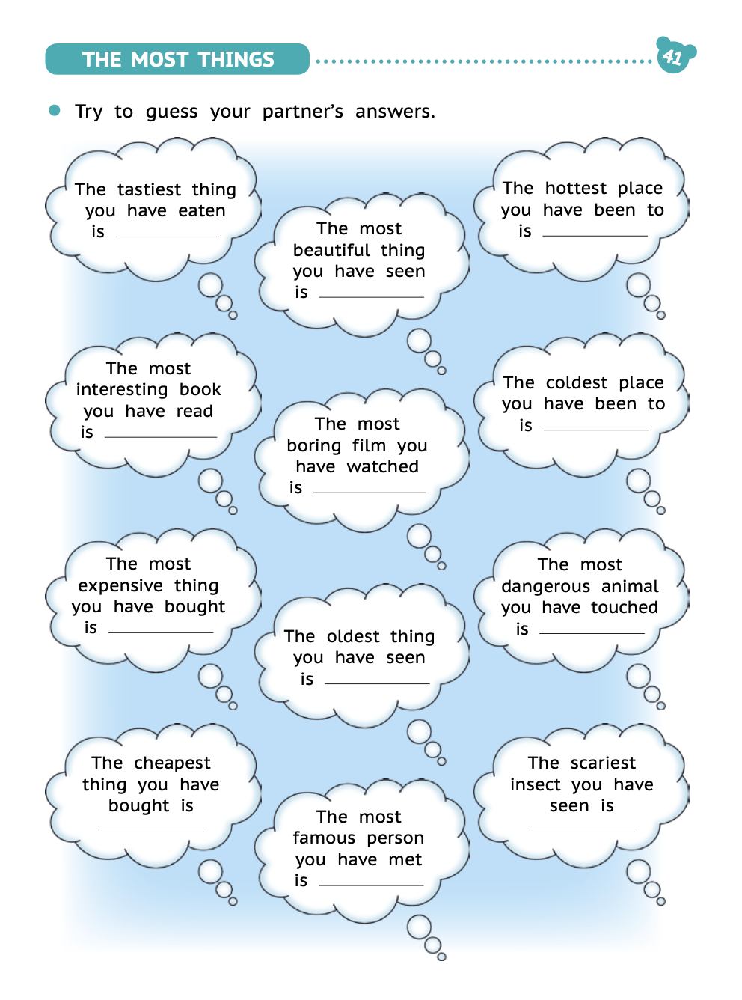 THE MOST THINGS
41
Try to guess your partner's answers.
The tastiest thing
you have eaten
is ____________
The most
beautiful thing
you have seen
is ____________
The hottest place
you have been to
is ____________
The most
interesting book
you have read
is ____________
The most
boring film you
have watched
is ____________
The coldest place
you have been to
is ____________
The most
expensive thing
you have bought
is ____________
The oldest thing
you have seen
is ____________
The most
dangerous animal
you have touched
is ____________
The cheapest
thing you have
bought is
____________
The most
famous person
you have met
is ____________
The scariest
insect you have
seen is
____________